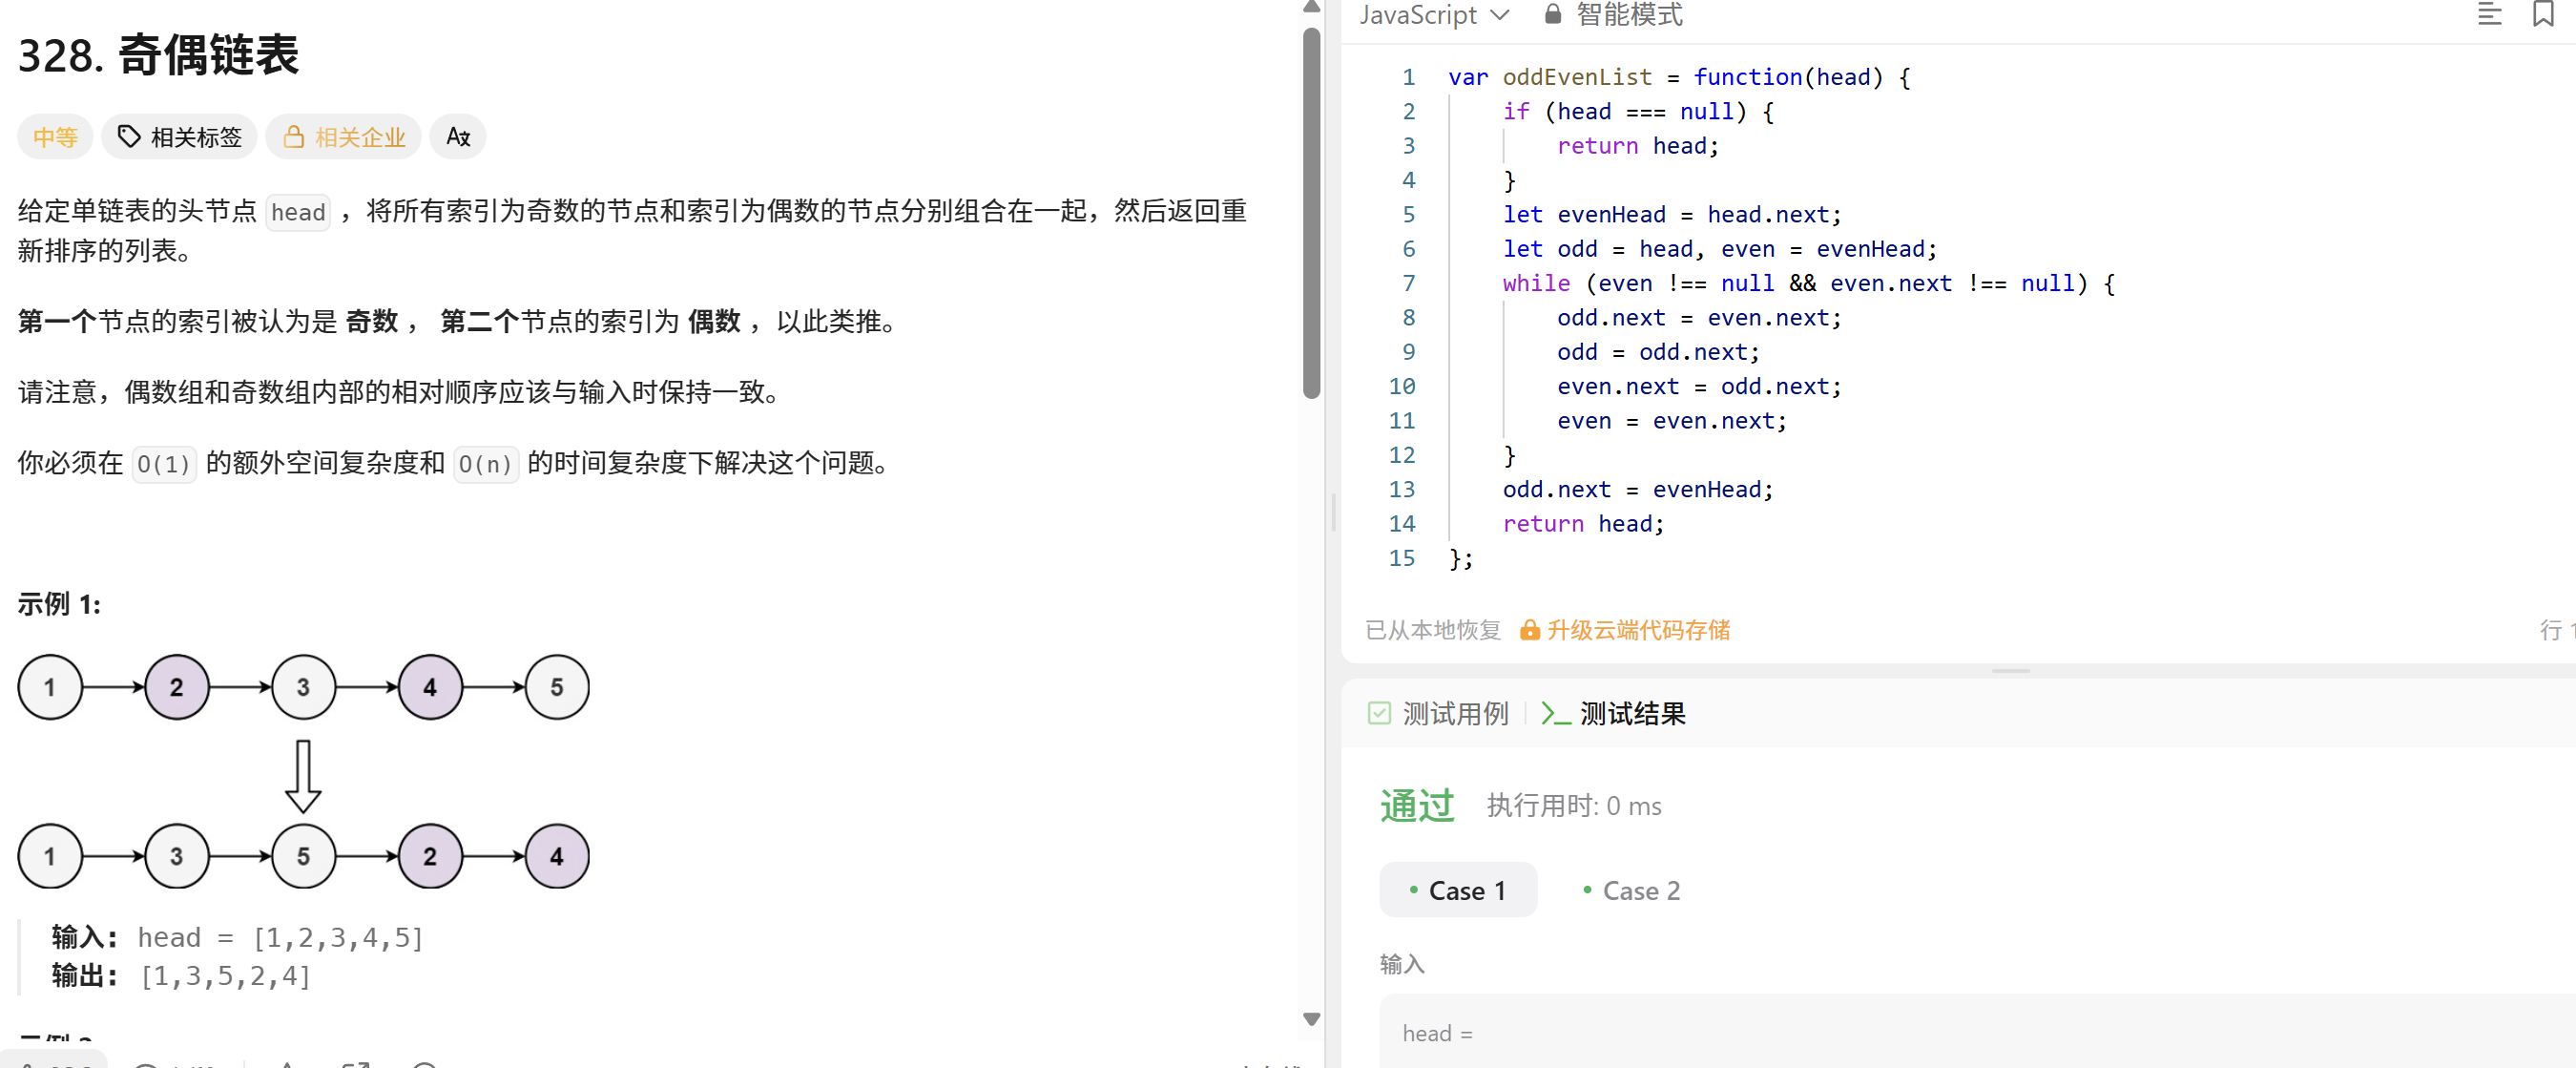 328. 奇偶链表
中等 相关标签 相关企业
给定单链表的头节点 head ，将所有索引为奇数的节点和索引为偶数的节点分别组合在一起，然后返回重
新排序的列表。
第一个节点的索引被认为是 奇数 ， 第二个节点的索引为 偶数 ，以此类推。
请注意，偶数组和奇数组内部的相对顺序应该与输入时保持一致。
你必须在 O(1) 的额外空间复杂度和 O(n) 的时间复杂度下解决这个问题。
示例 1:
1 2 3 4 5
1 3 5 2 4
输入: head = [1,2,3,4,5]
输出: [1,3,5,2,4]
JavaScript 智能模式
1 var oddEvenList = function(head) {
2 if (head === null) {
3 return head;
4 }
5 let evenHead = head.next;
6 let odd = head, even = evenHead;
7 while (even !== null && even.next !== null) {
8 odd.next = even.next;
9 odd = odd.next;
10 even.next = odd.next;
11 even = even.next;
12 }
13 odd.next = evenHead;
14 return head;
15 };
已从本地恢复 升级云端代码存储 行
测试用例 测试结果
通过 执行用时: 0 ms
Case 1 Case 2
输入
head =